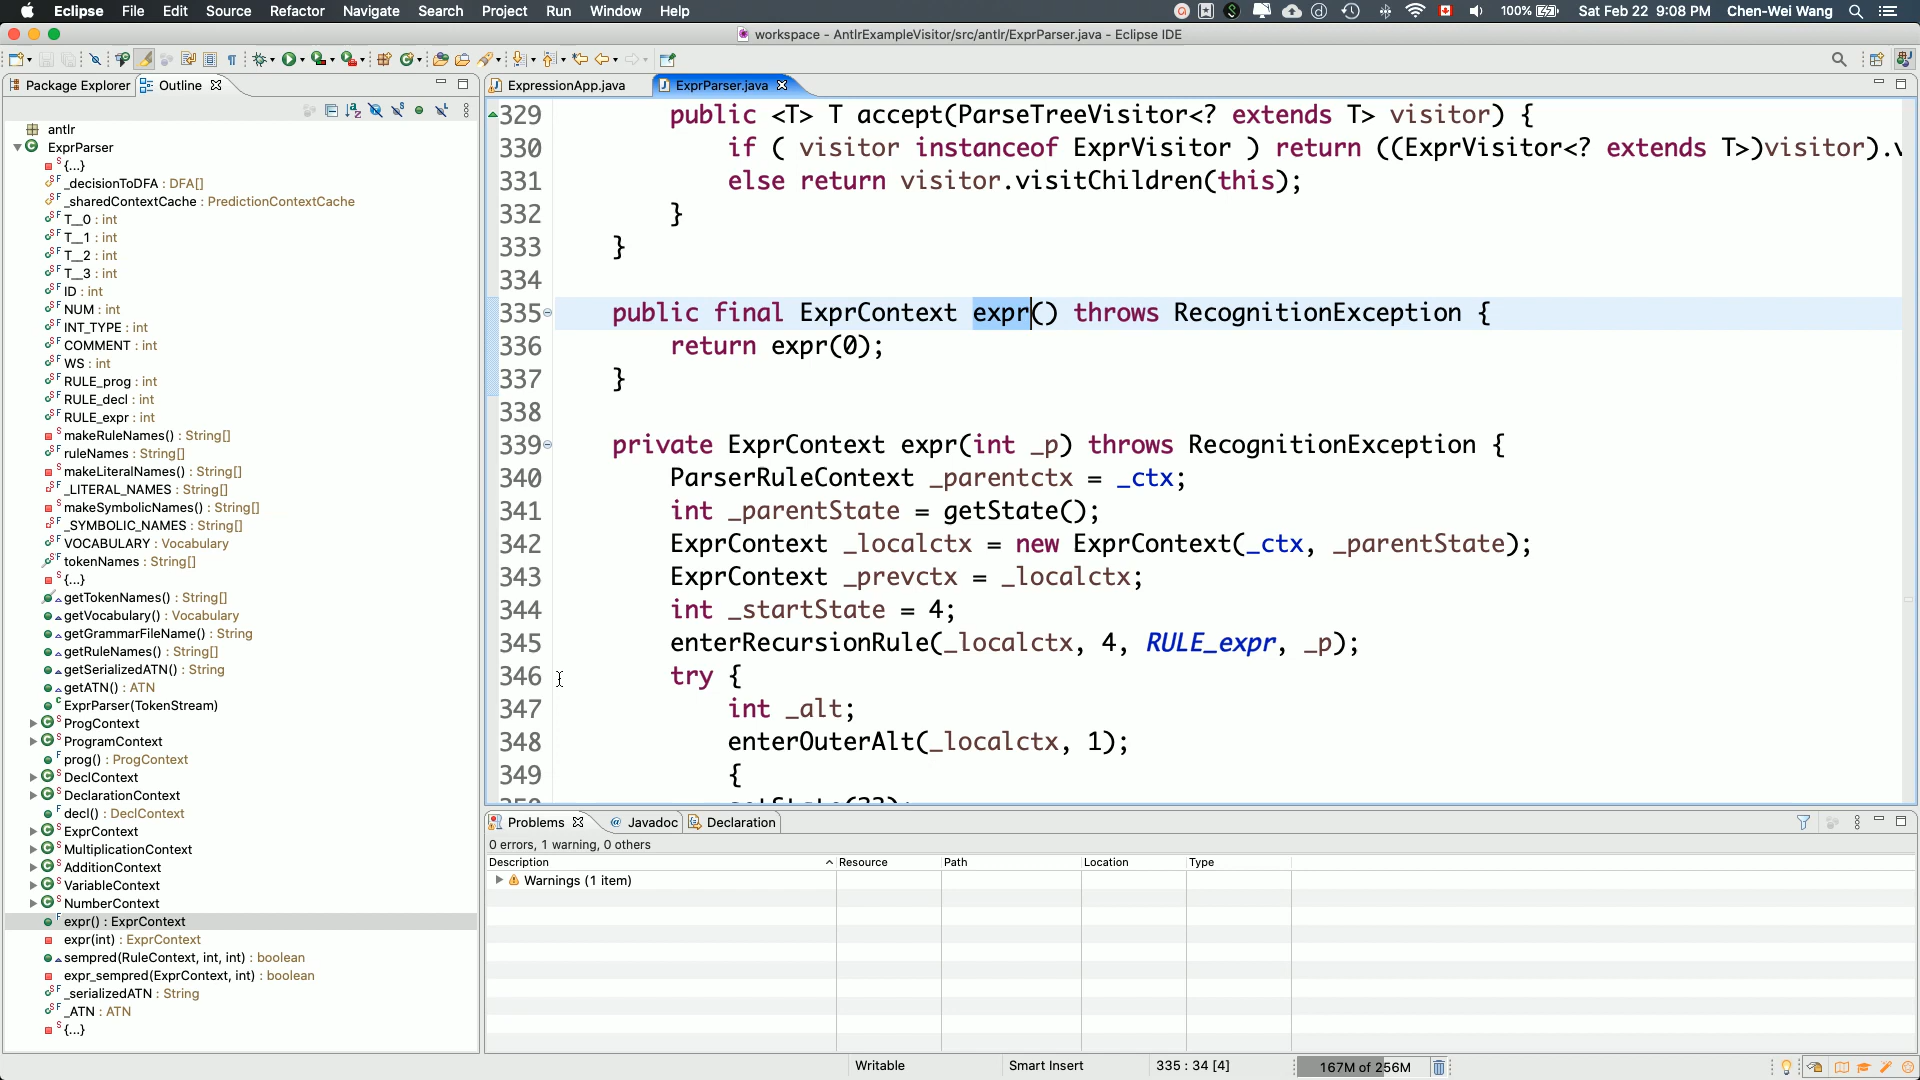 Eclipse File Edit Source Refactor Navigate Search Project Run Window Help 100% Sat Feb 22 9:08 PM Chen-Wei Wang
workspace - AntlrExampleVisitor/src/antlr/ExprParser.java - Eclipse IDE
Package Explorer Outline
antlr
ExprParser
{...}
_decisionToDFA : DFA[]
_sharedContextCache : PredictionContextCache
T__0 : int
T__1 : int
T__2 : int
T__3 : int
ID : int
NUM : int
INT_TYPE : int
COMMENT : int
WS : int
RULE_prog : int
RULE_decl : int
RULE_expr : int
makeRuleNames() : String[]
ruleNames : String[]
makeLiteralNames() : String[]
_LITERAL_NAMES : String[]
makeSymbolicNames() : String[]
_SYMBOLIC_NAMES : String[]
VOCABULARY : Vocabulary
tokenNames : String[]
{...}
getTokenNames() : String[]
getVocabulary() : Vocabulary
getGrammarFileName() : String
getRuleNames() : String[]
getSerializedATN() : String
getATN() : ATN
ExprParser(TokenStream)
ProgContext
ProgramContext
prog() : ProgContext
DeclContext
DeclarationContext
decl() : DeclContext
ExprContext
MultiplicationContext
AdditionContext
VariableContext
NumberContext
expr() : ExprContext
expr(int) : ExprContext
sempred(RuleContext, int, int) : boolean
expr_sempred(ExprContext, int) : boolean
_serializedATN : String
_ATN : ATN
{...}
ExpressionApp.java ExprParser.java
329 public <T> T accept(ParseTreeVisitor<? extends T> visitor) {
330 if ( visitor instanceof ExprVisitor ) return ((ExprVisitor<? extends T>)visitor).v
331 else return visitor.visitChildren(this);
332 }
333 }
334
335 public final ExprContext expr() throws RecognitionException {
336 return expr(0);
337 }
338
339 private ExprContext expr(int _p) throws RecognitionException {
340 ParserRuleContext _parentctx = _ctx;
341 int _parentState = getState();
342 ExprContext _localctx = new ExprContext(_ctx, _parentState);
343 ExprContext _prevctx = _localctx;
344 int _startState = 4;
345 enterRecursionRule(_localctx, 4, RULE_expr, _p);
346 try {
347 int _alt;
348 enterOuterAlt(_localctx, 1);
349 {
Problems @ Javadoc Declaration
0 errors, 1 warning, 0 others
Description Resource Path Location Type
Warnings (1 item)
Writable Smart Insert 335 : 34 [4] 167M of 256M